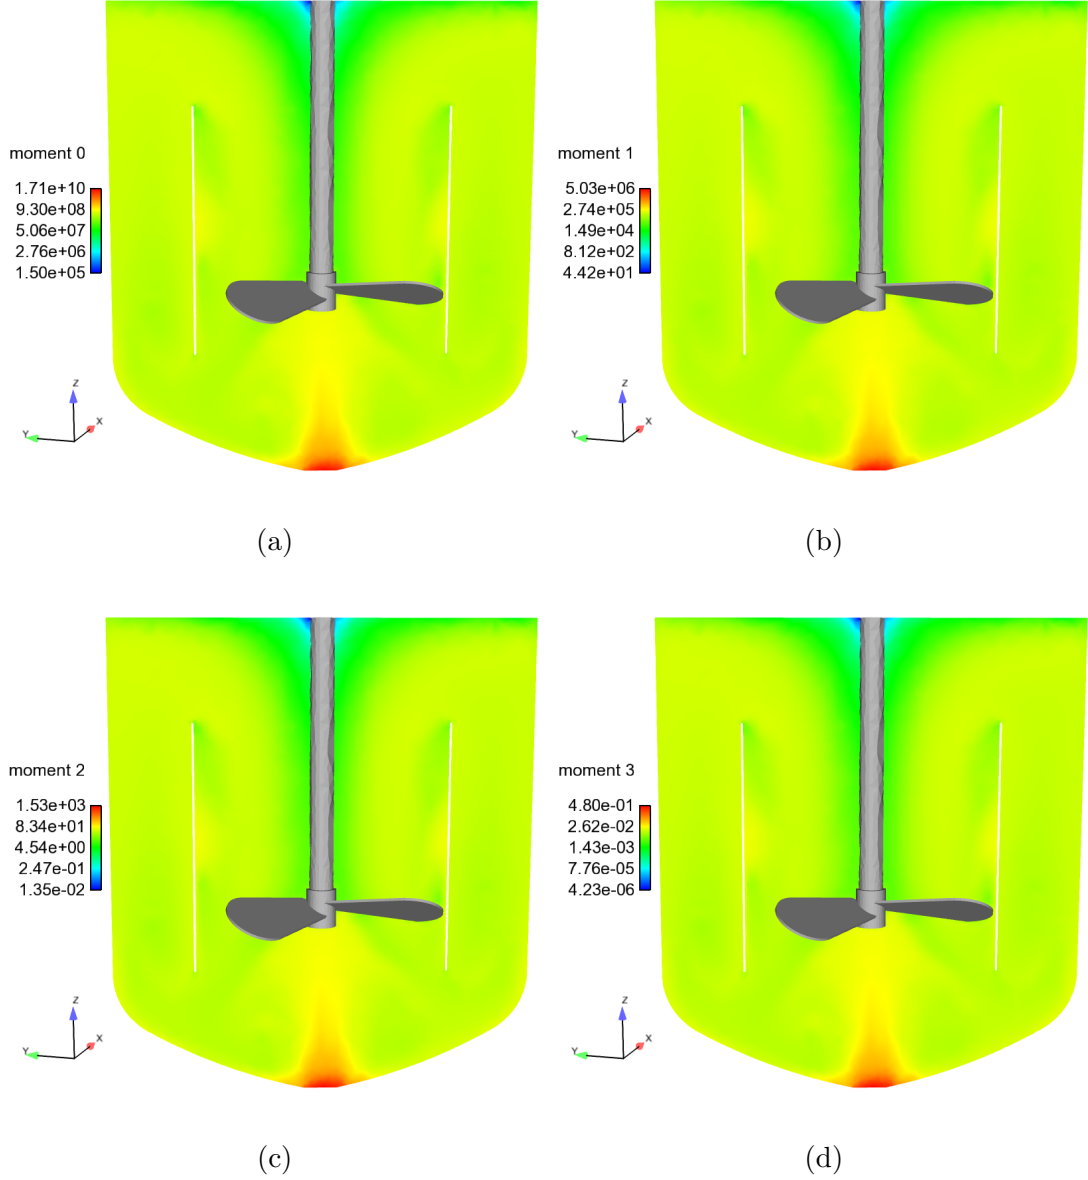 moment 0
1.71e+10
9.30e+08
5.06e+07
2.76e+06
1.50e+05
Z
Y
X
(a)
moment 1
5.03e+06
2.74e+05
1.49e+04
8.12e+02
4.42e+01
Z
Y
X
(b)
moment 2
1.53e+03
8.34e+01
4.54e+00
2.47e-01
1.35e-02
Z
Y
X
(c)
moment 3
4.80e-01
2.62e-02
1.43e-03
7.76e-05
4.23e-06
Z
Y
X
(d)